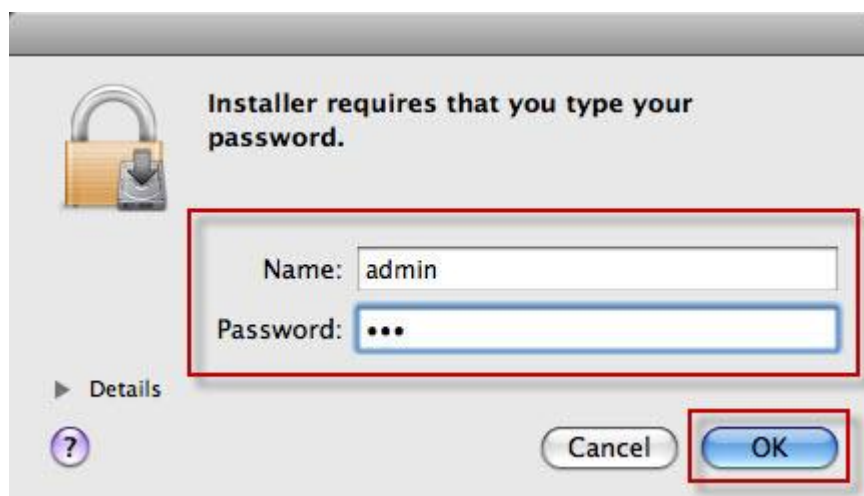 Installer requires that you type your
password.
Name: admin
Password: •••
Details
?
Cancel
OK